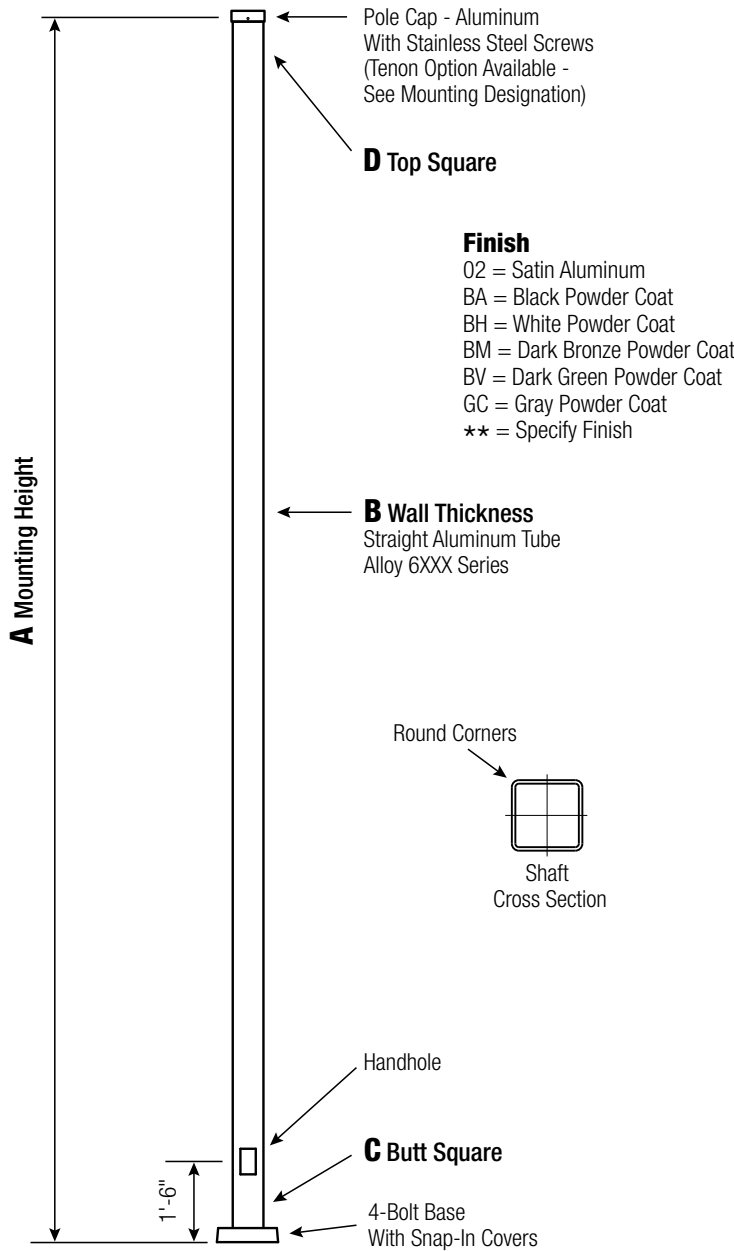 Pole Cap - Aluminum
With Stainless Steel Screws
(Tenon Option Available -
See Mounting Designation)
D Top Square
Finish
02 = Satin Aluminum
BA = Black Powder Coat
BH = White Powder Coat
BM = Dark Bronze Powder Coat
BV = Dark Green Powder Coat
GC = Gray Powder Coat
** = Specify Finish
A Mounting Height
B Wall Thickness
Straight Aluminum Tube
Alloy 6XXX Series
Round Corners
Shaft
Cross Section
Handhole
C Butt Square
1'-6"
4-Bolt Base
With Snap-In Covers